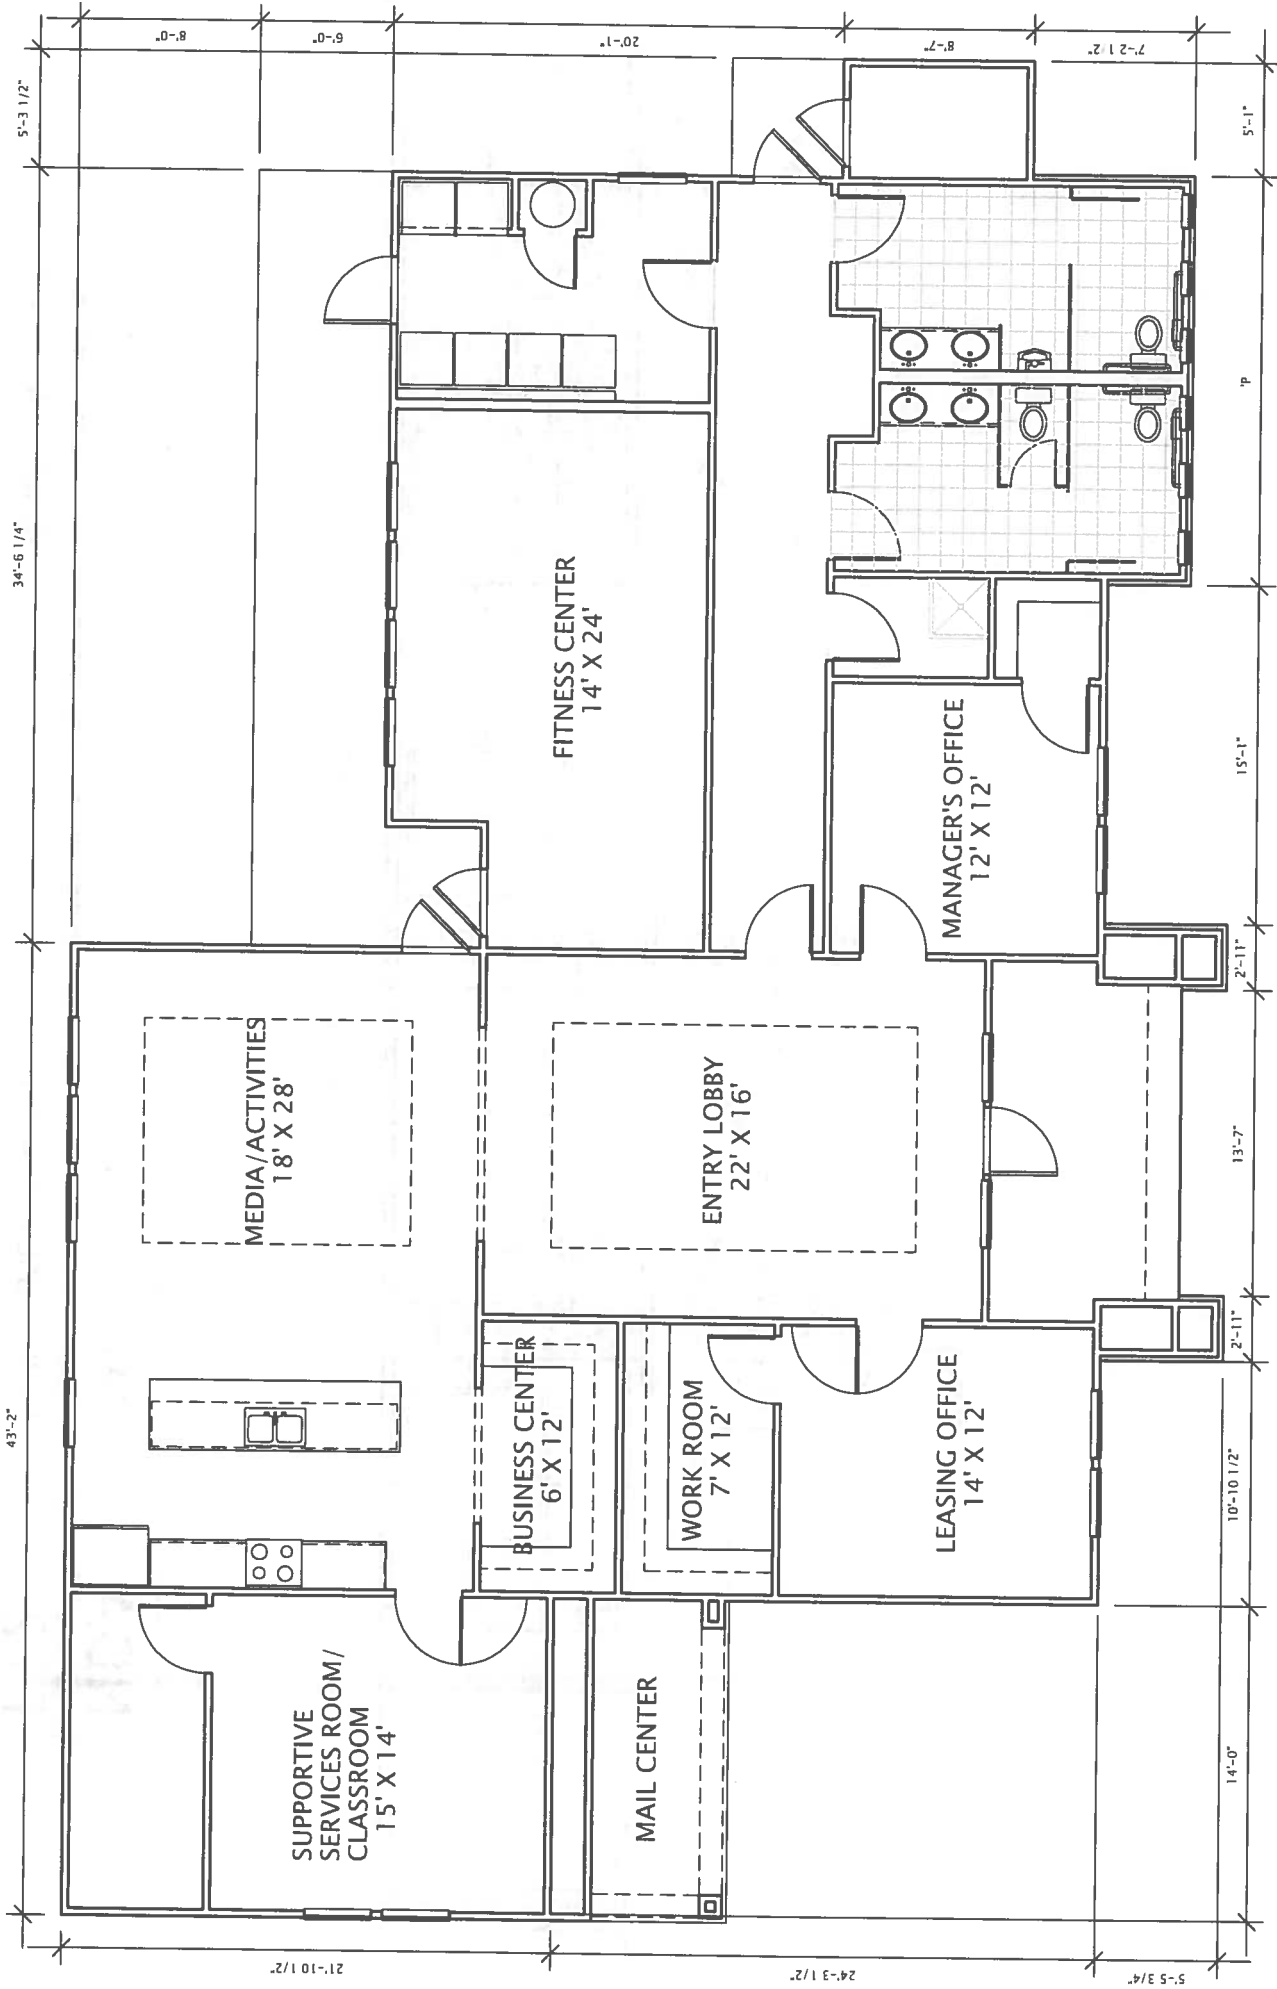 MEDIA/ACTIVITIES
18' X 28'
FITNESS CENTER
14' X 24'
ENTRY LOBBY
22' X 16'
MANAGER'S OFFICE
12' X 12'
BUSINESS CENTER
6' X 12'
WORK ROOM
7' X 12'
LEASING OFFICE
14' X 12'
SUPPORTIVE
SERVICES ROOM/
CLASSROOM
15' X 14'
MAIL CENTER
43'-2"
34'-6 1/4"
5'-3 1/2"
8'-0"
6'-0"
20'-1"
8'-7"
7'-2 1/2"
21'-10 1/2"
24'-3 1/2"
5'-5 3/4"
14'-0"
10'-10 1/2"
2'-11"
13'-7"
2'-11"
15'-1"
5'-1"